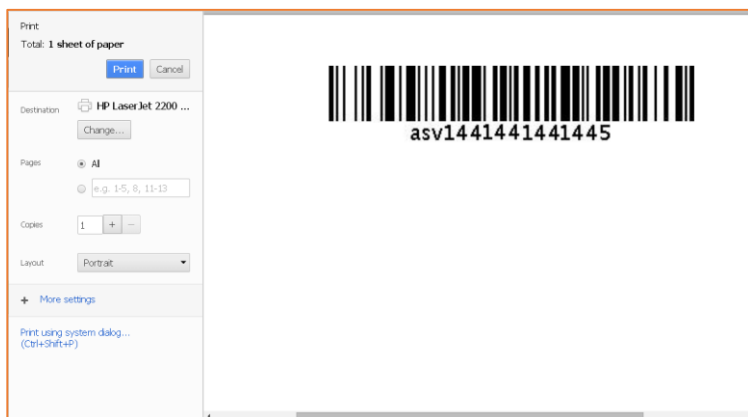 Print
Total: 1 sheet of paper
Print Cancel
Destination HP LaserJet 2200 ...
Change...
Pages All
e.g. 1-5, 8, 11-13
Copies 1 + −
Layout Portrait
+ More settings
Print using system dialog...
(Ctrl+Shift+P)
asv1441441441445